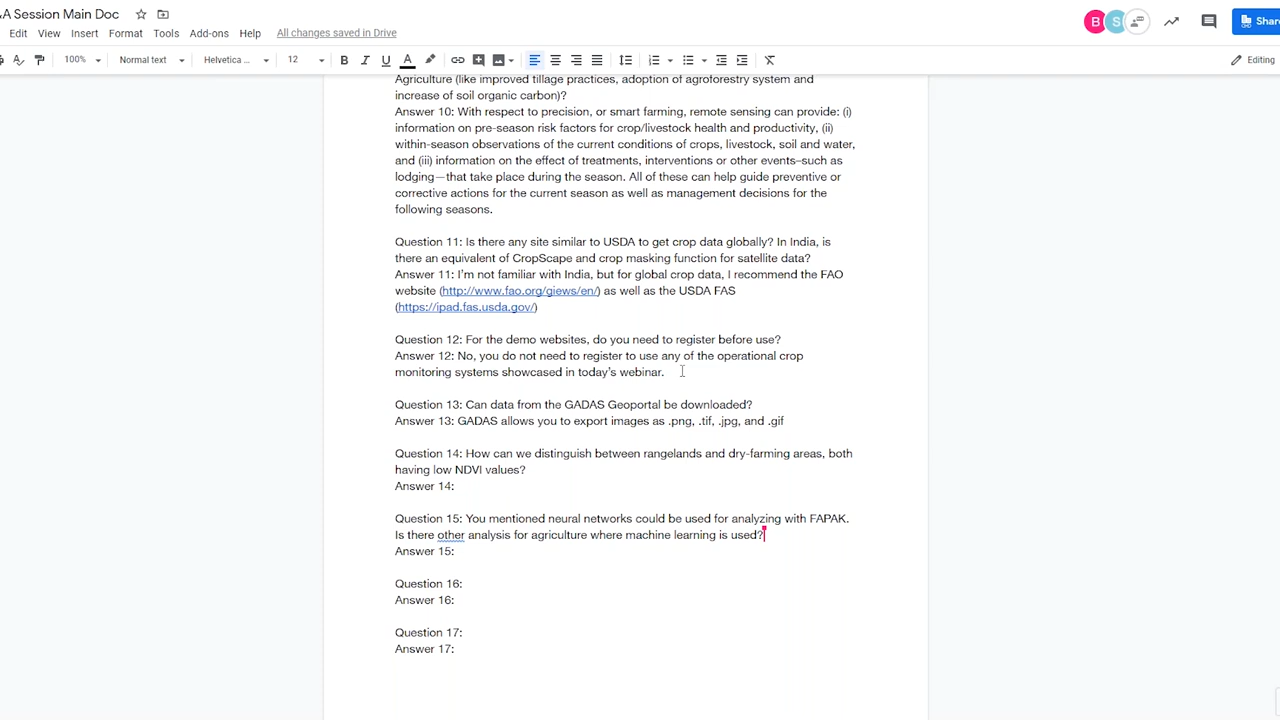 &A Session Main Doc
Edit View Insert Format Tools Add-ons Help All changes saved in Drive
B S Share
100% Normal text Helvetica ... 12 B I U A Editing
Agriculture (like improved tillage practices, adoption of agroforestry system and
increase of soil organic carbon)?
Answer 10: With respect to precision, or smart farming, remote sensing can provide: (i)
information on pre-season risk factors for crop/livestock health and productivity, (ii)
within-season observations of the current conditions of crops, livestock, soil and water,
and (iii) information on the effect of treatments, interventions or other events–such as
lodging—that take place during the season. All of these can help guide preventive or
corrective actions for the current season as well as management decisions for the
following seasons.
Question 11: Is there any site similar to USDA to get crop data globally? In India, is
there an equivalent of CropScape and crop masking function for satellite data?
Answer 11: I'm not familiar with India, but for global crop data, I recommend the FAO
website (http://www.fao.org/giews/en/) as well as the USDA FAS
(https://ipad.fas.usda.gov/)
Question 12: For the demo websites, do you need to register before use?
Answer 12: No, you do not need to register to use any of the operational crop
monitoring systems showcased in today's webinar.
Question 13: Can data from the GADAS Geoportal be downloaded?
Answer 13: GADAS allows you to export images as .png, .tif, .jpg, and .gif
Question 14: How can we distinguish between rangelands and dry-farming areas, both
having low NDVI values?
Answer 14:
Question 15: You mentioned neural networks could be used for analyzing with FAPAK.
Is there other analysis for agriculture where machine learning is used?
Answer 15:
Question 16:
Answer 16:
Question 17:
Answer 17: